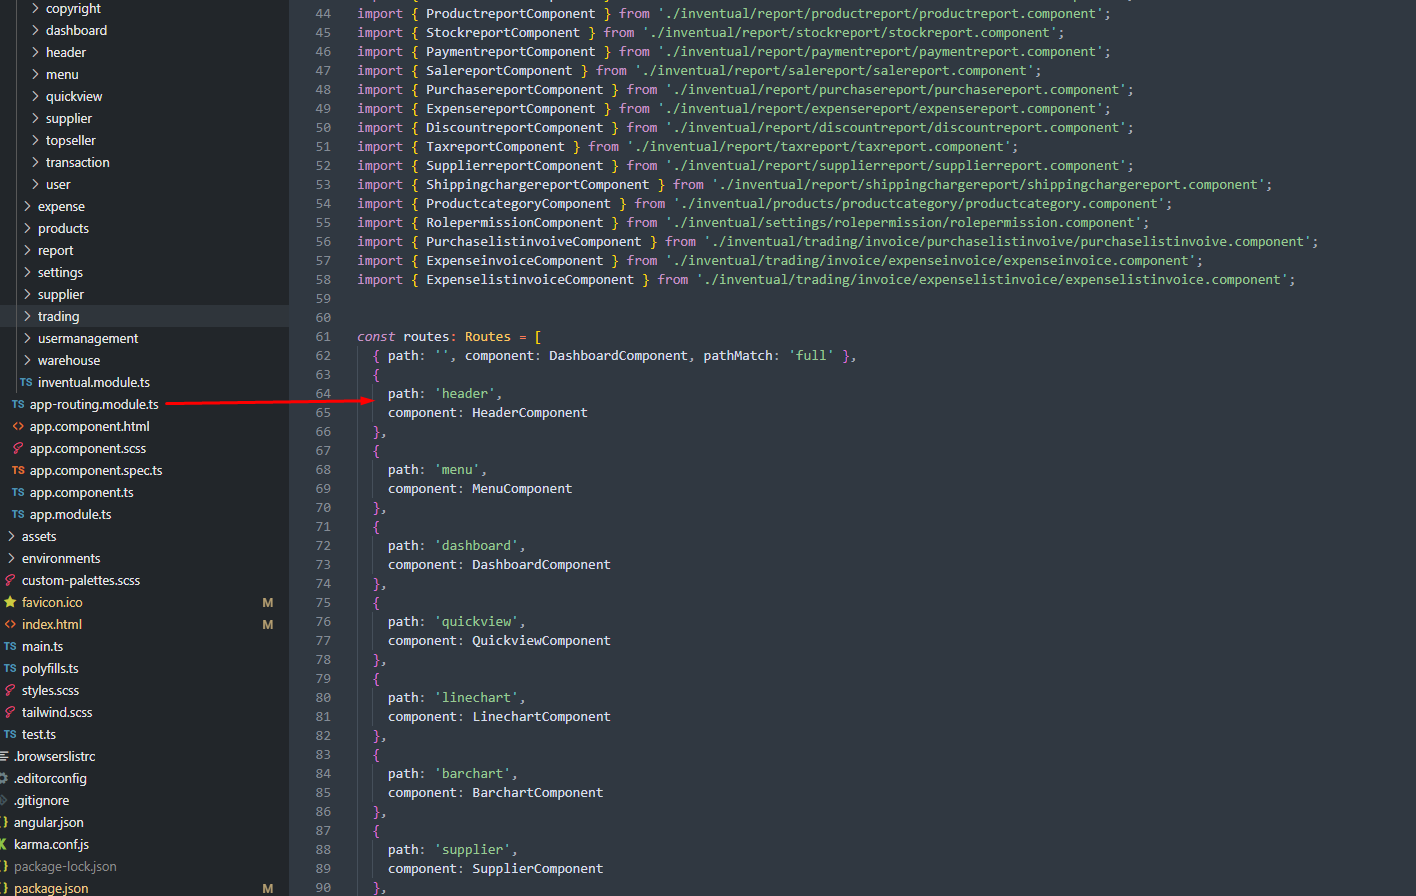 copyright
dashboard
header
menu
quickview
supplier
topseller
transaction
user
expense
products
report
settings
supplier
trading
usermanagement
warehouse
TS inventual.module.ts
TS app-routing.module.ts
<> app.component.html
app.component.scss
TS app.component.spec.ts
TS app.component.ts
TS app.module.ts
assets
environments
custom-palettes.scss
favicon.ico M
<> index.html M
TS main.ts
TS polyfills.ts
styles.scss
tailwind.scss
TS test.ts
.browserslistrc
.editorconfig
.gitignore
angular.json
karma.conf.js
package-lock.json
package.json M
44 import { ProductreportComponent } from './inventual/report/productreport/productreport.component';
45 import { StockreportComponent } from './inventual/report/stockreport/stockreport.component';
46 import { PaymentreportComponent } from './inventual/report/paymentreport/paymentreport.component';
47 import { SalereportComponent } from './inventual/report/salereport/salereport.component';
48 import { PurchasereportComponent } from './inventual/report/purchasereport/purchasereport.component';
49 import { ExpensereportComponent } from './inventual/report/expensereport/expensereport.component';
50 import { DiscountreportComponent } from './inventual/report/discountreport/discountreport.component';
51 import { TaxreportComponent } from './inventual/report/taxreport/taxreport.component';
52 import { SupplierreportComponent } from './inventual/report/supplierreport/supplierreport.component';
53 import { ShippingchargereportComponent } from './inventual/report/shippingchargereport/shippingchargereport.component';
54 import { ProductcategoryComponent } from './inventual/products/productcategory/productcategory.component';
55 import { RolepermissionComponent } from './inventual/settings/rolepermission/rolepermission.component';
56 import { PurchaselistinvoiveComponent } from './inventual/trading/invoice/purchaselistinvoive/purchaselistinvoive.component';
57 import { ExpenseinvoiceComponent } from './inventual/trading/invoice/expenseinvoice/expenseinvoice.component';
58 import { ExpenselistinvoiceComponent } from './inventual/trading/invoice/expenselistinvoice/expenselistinvoice.component';
59
60
61 const routes: Routes = [
62 { path: '', component: DashboardComponent, pathMatch: 'full' },
63 {
64 path: 'header',
65 component: HeaderComponent
66 },
67 {
68 path: 'menu',
69 component: MenuComponent
70 },
71 {
72 path: 'dashboard',
73 component: DashboardComponent
74 },
75 {
76 path: 'quickview',
77 component: QuickviewComponent
78 },
79 {
80 path: 'linechart',
81 component: LinechartComponent
82 },
83 {
84 path: 'barchart',
85 component: BarchartComponent
86 },
87 {
88 path: 'supplier',
89 component: SupplierComponent
90 },